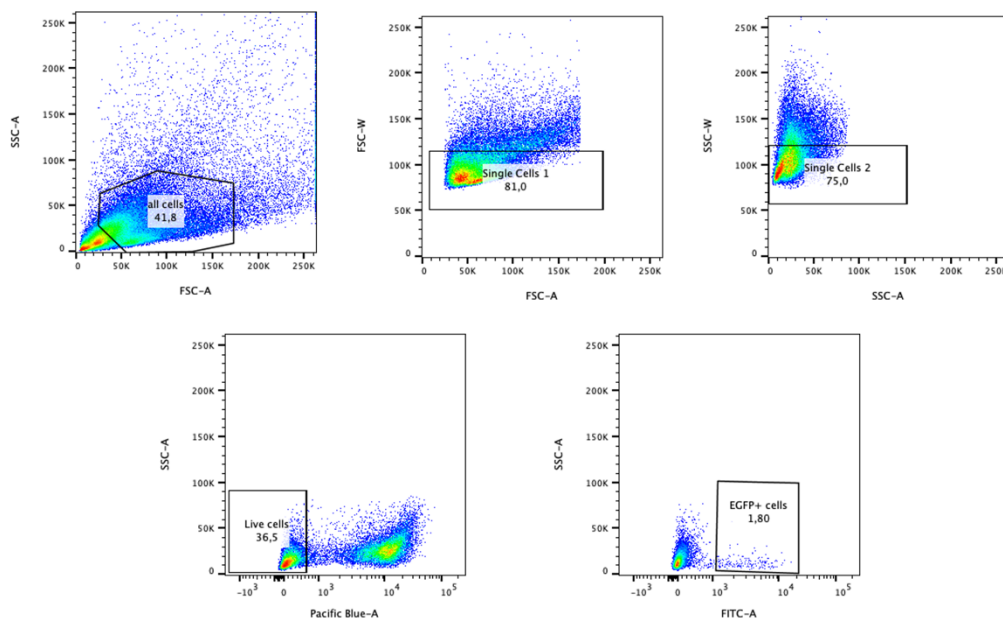 250K
200K
150K
100K
50K
0
SSC-A
all cells
41,8
0 50K 100K 150K 200K 250K
FSC-A
250K
200K
150K
100K
50K
0
FSC-W
Single Cells 1
81,0
0 50K 100K 150K 200K 250K
FSC-A
250K
200K
150K
100K
50K
0
SSC-W
Single Cells 2
75,0
0 50K 100K 150K 200K 250K
SSC-A
250K
200K
150K
100K
50K
0
SSC-A
Live cells
36,5
-10³ 0 10³ 10⁴ 10⁵
Pacific Blue-A
250K
200K
150K
100K
50K
0
SSC-A
EGFP+ cells
1,80
-10³ 0 10³ 10⁴ 10⁵
FITC-A